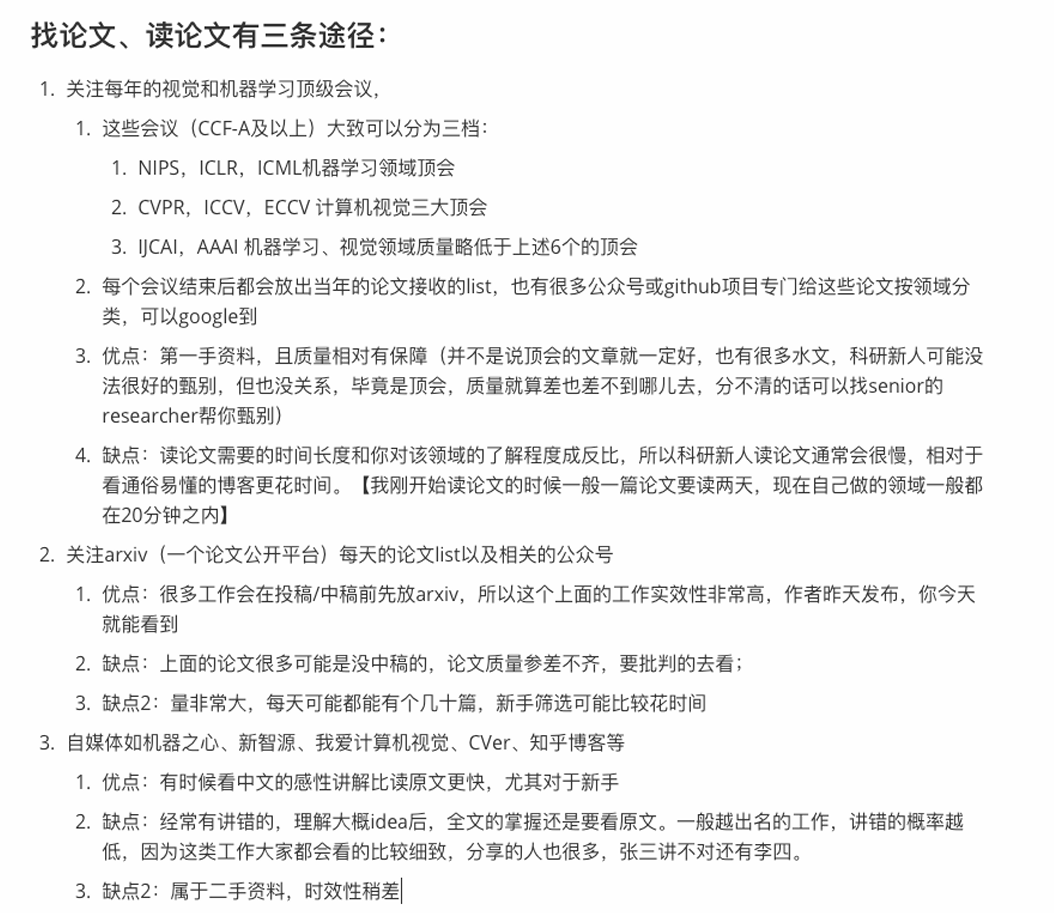 找论文、读论文有三条途径：
1. 关注每年的视觉和机器学习顶级会议，
1. 这些会议（CCF-A及以上）大致可以分为三档：
1. NIPS，ICLR，ICML机器学习领域顶会
2. CVPR，ICCV，ECCV 计算机视觉三大顶会
3. IJCAI，AAAI 机器学习、视觉领域质量略低于上述6个的顶会
2. 每个会议结束后都会放出当年的论文接收的list，也有很多公众号或github项目专门给这些论文按领域分
类，可以google到
3. 优点：第一手资料，且质量相对有保障（并不是说顶会的文章就一定好，也有很多水文，科研新人可能没
法很好的甄别，但也没关系，毕竟是顶会，质量就算差也差不到哪儿去，分不清的话可以找senior的
researcher帮你甄别）
4. 缺点：读论文需要的时间长度和你对该领域的了解程度成反比，所以科研新人读论文通常会很慢，相对于
看通俗易懂的博客更花时间。【我刚开始读论文的时候一般一篇论文要读两天，现在自己做的领域一般都
在20分钟之内】
2. 关注arxiv（一个论文公开平台）每天的论文list以及相关的公众号
1. 优点：很多工作会在投稿/中稿前先放arxiv，所以这个上面的工作实效性非常高，作者昨天发布，你今天
就能看到
2. 缺点：上面的论文很多可能是没中稿的，论文质量参差不齐，要批判的去看；
3. 缺点2：量非常大，每天可能都能有个几十篇，新手筛选可能比较花时间
3. 自媒体如机器之心、新智源、我爱计算机视觉、CVer、知乎博客等
1. 优点：有时候看中文的感性讲解比读原文更快，尤其对于新手
2. 缺点：经常有讲错的，理解大概idea后，全文的掌握还是要看原文。一般越出名的工作，讲错的概率越
低，因为这类工作大家都会看的比较细致，分享的人也很多，张三讲不对还有李四。
3. 缺点2：属于二手资料，时效性稍差